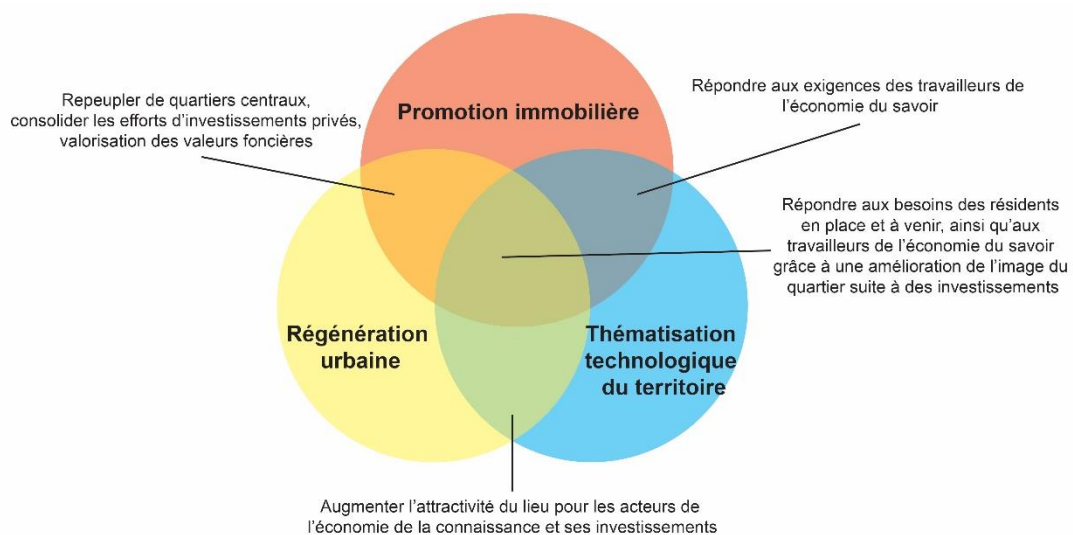 Repeupler de quartiers centraux,
consolider les efforts d’investissements privés,
valorisation des valeurs foncières
Promotion immobilière
Répondre aux exigences des travailleurs de
l’économie du savoir
Répondre aux besoins des résidents
en place et à venir, ainsi qu’aux
travailleurs de l’économie du savoir
grâce à une amélioration de l’image du
quartier suite à des investissements
Régénération
urbaine
Thématisation
technologique
du territoire
Augmenter l’attractivité du lieu pour les acteurs de
l’économie de la connaissance et ses investissements